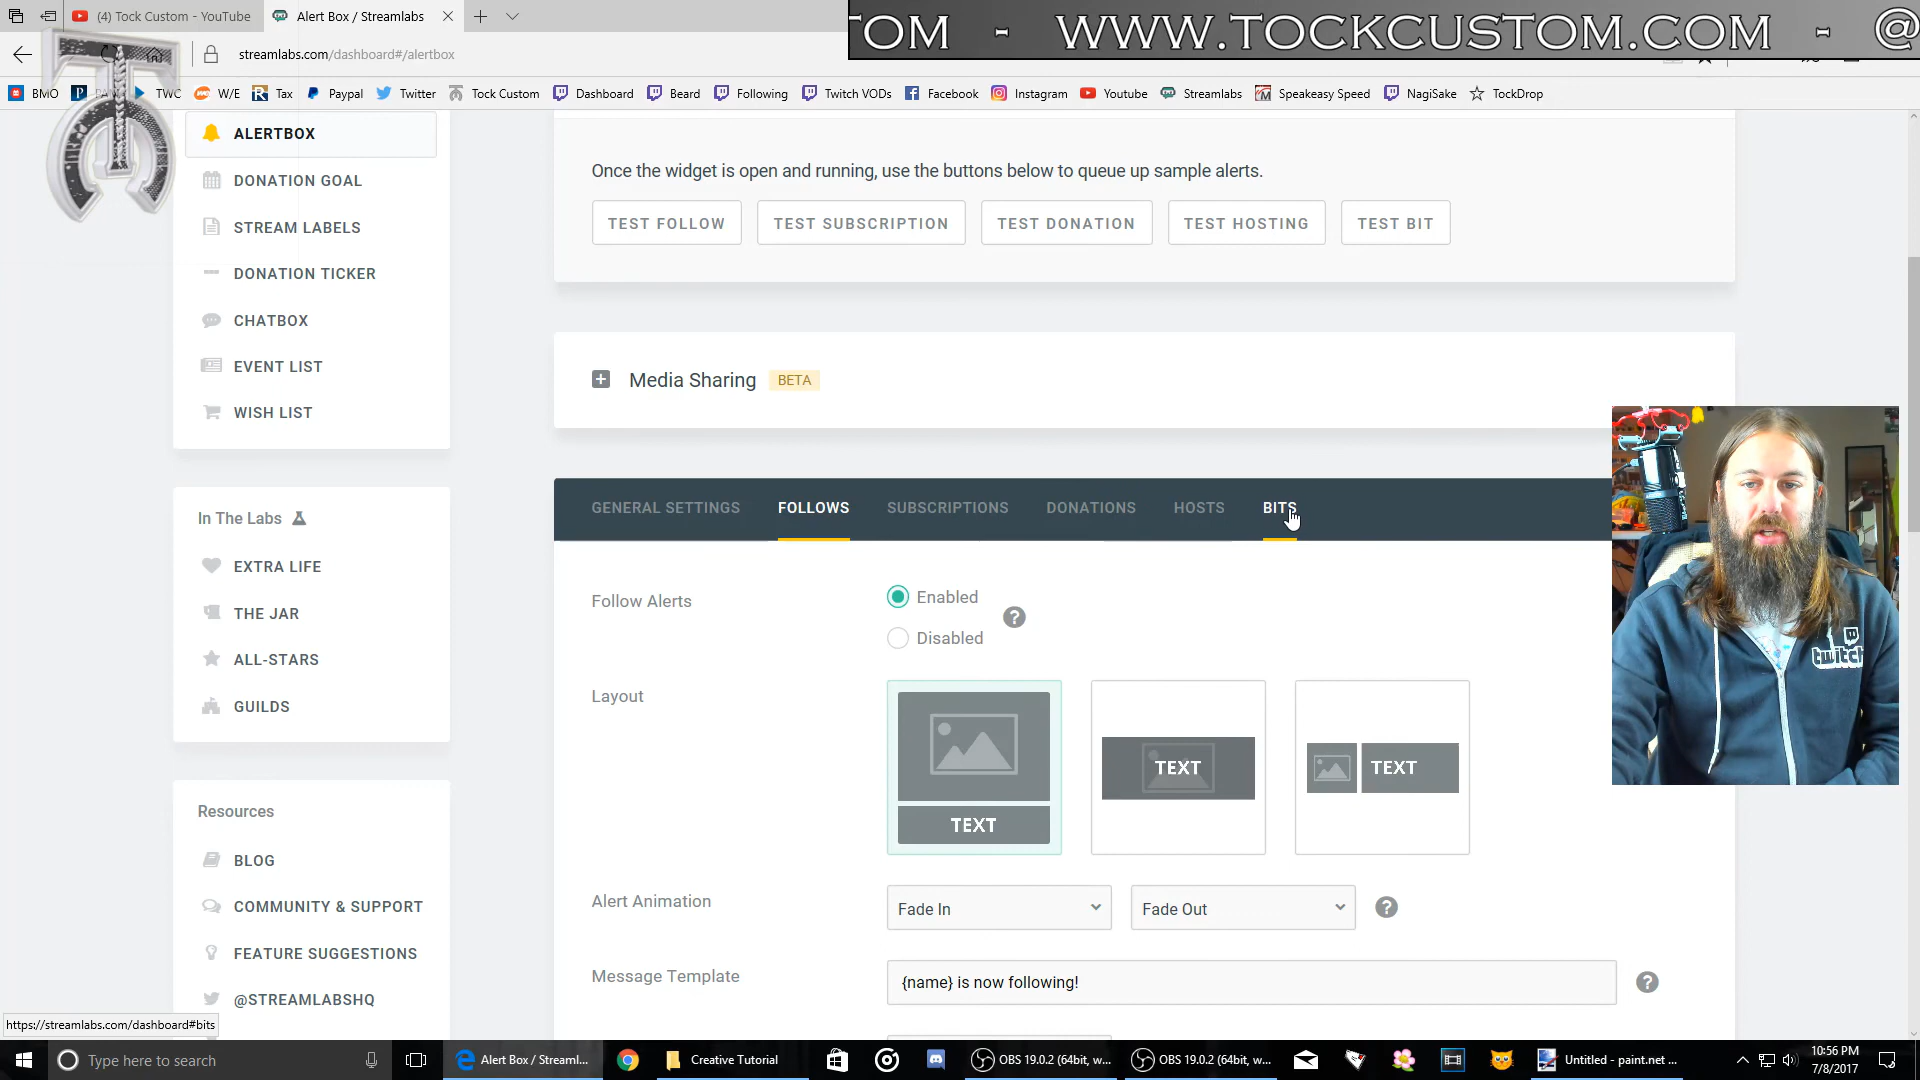 (4) Tock Custom - YouTube
Alert Box / Streamlabs
TOM - WWW.TOCKCUSTOM.COM - @
streamlabs.com/dashboard#/alertbox
BMO
TWC
W/E
Tax
Paypal
Twitter
Tock Custom
Dashboard
Beard
Following
Twitch VODs
Facebook
Instagram
Youtube
Streamlabs
Speakeasy Speed
NagiSake
TockDrop
ALERTBOX
DONATION GOAL
STREAM LABELS
DONATION TICKER
CHATBOX
EVENT LIST
WISH LIST
In The Labs
EXTRA LIFE
THE JAR
ALL-STARS
GUILDS
Resources
BLOG
COMMUNITY & SUPPORT
FEATURE SUGGESTIONS
@STREAMLABSHQ
Once the widget is open and running, use the buttons below to queue up sample alerts.
TEST FOLLOW
TEST SUBSCRIPTION
TEST DONATION
TEST HOSTING
TEST BIT
Media Sharing BETA
GENERAL SETTINGS
FOLLOWS
SUBSCRIPTIONS
DONATIONS
HOSTS
BITS
Follow Alerts
Enabled
Disabled
Layout
TEXT
TEXT
TEXT
Alert Animation
Fade In
Fade Out
Message Template
{name} is now following!
twitch
https://streamlabs.com/dashboard#bits
Type here to search
Alert Box / Streaml...
Creative Tutorial
OBS 19.0.2 (64bit, w...
OBS 19.0.2 (64bit, w...
Untitled - paint.net ...
10:56 PM
7/8/2017